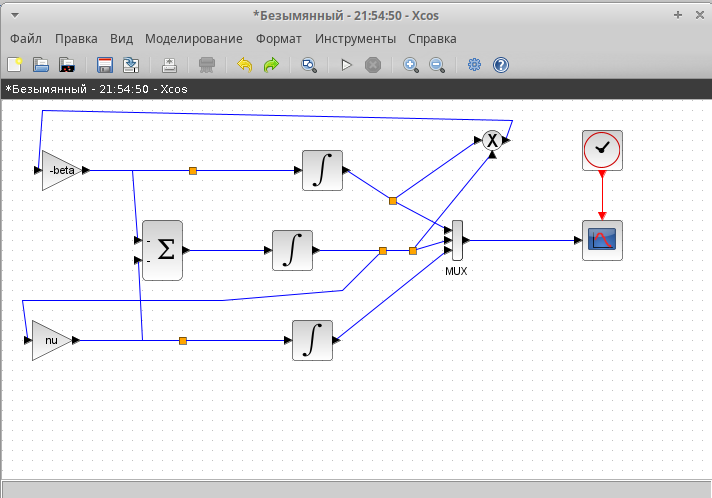 *Безымянный - 21:54:50 - Xcos
Файл Правка Вид Моделирование Формат Инструменты Справка
*Безымянный - 21:54:50 - Xcos
X
-beta
∫
-
-
Σ
∫
MUX
nu
∫